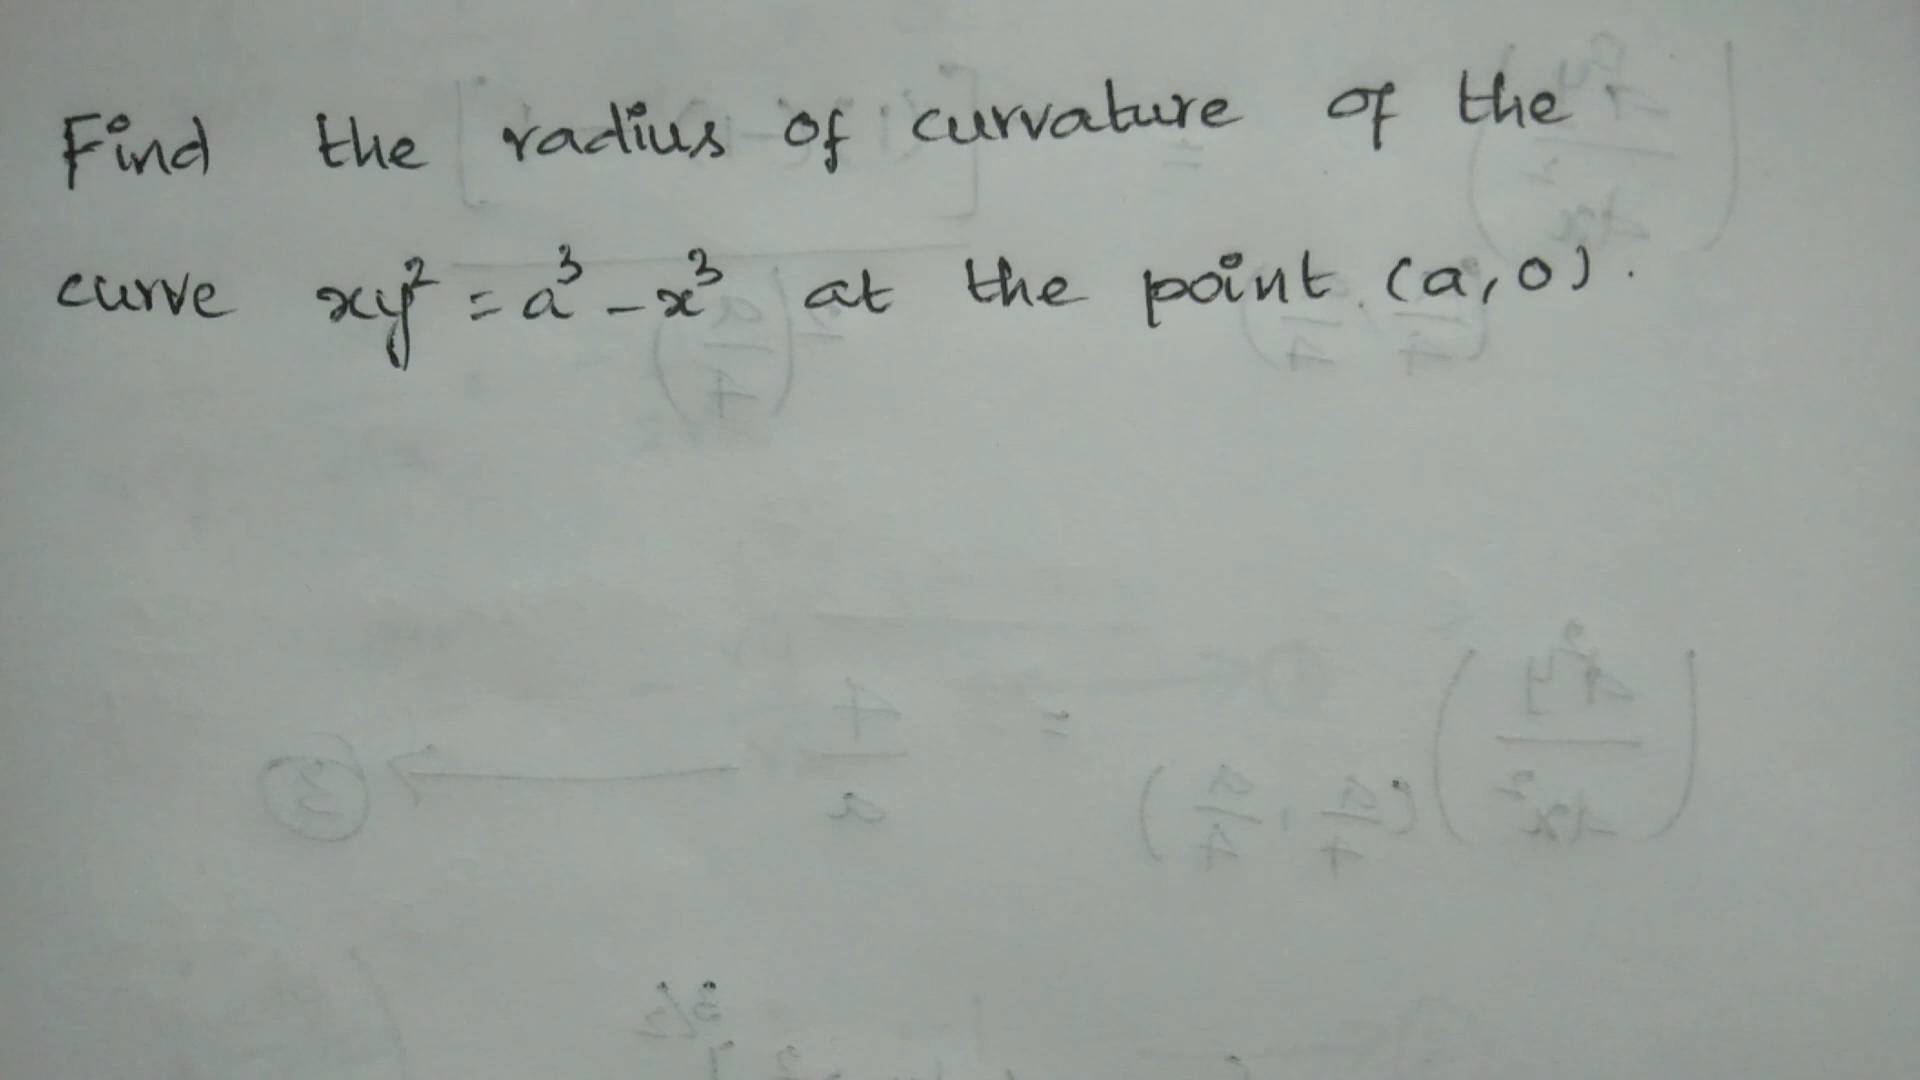 Find the radius of curvature of the
curve xy² = a³ - x³ at the point (a, 0).